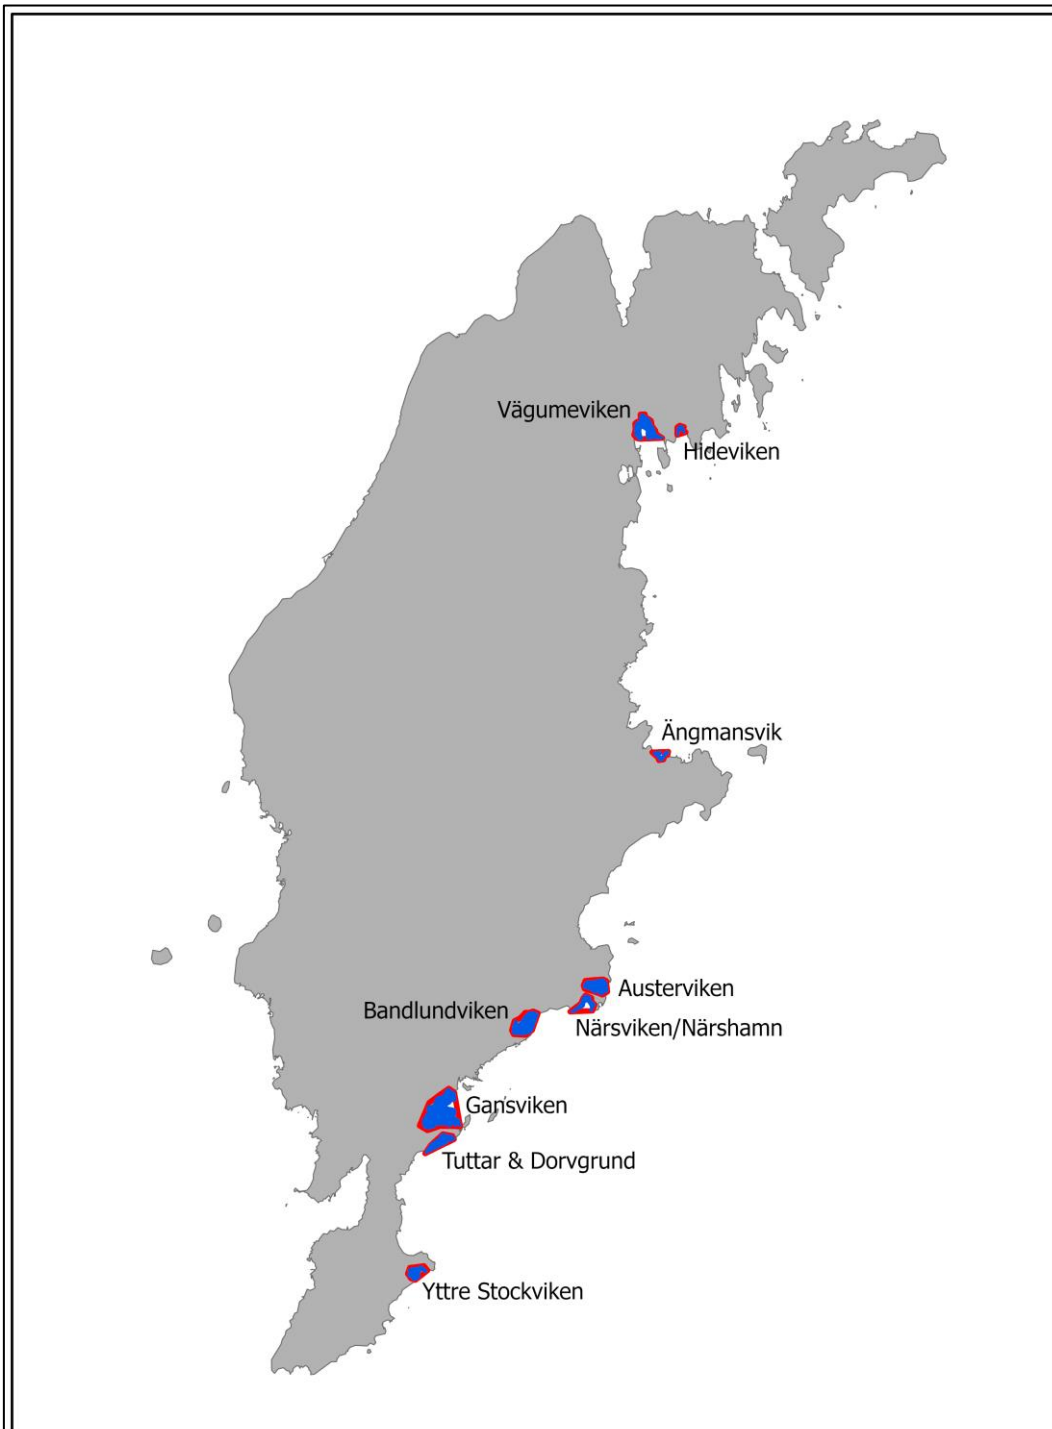 Vägumeviken
Hideviken
Ängmansvik
Austerviken
Bandlundviken
Närsviken/Närshamn
Gansviken
Tuttar & Dorvgrund
Yttre Stockviken